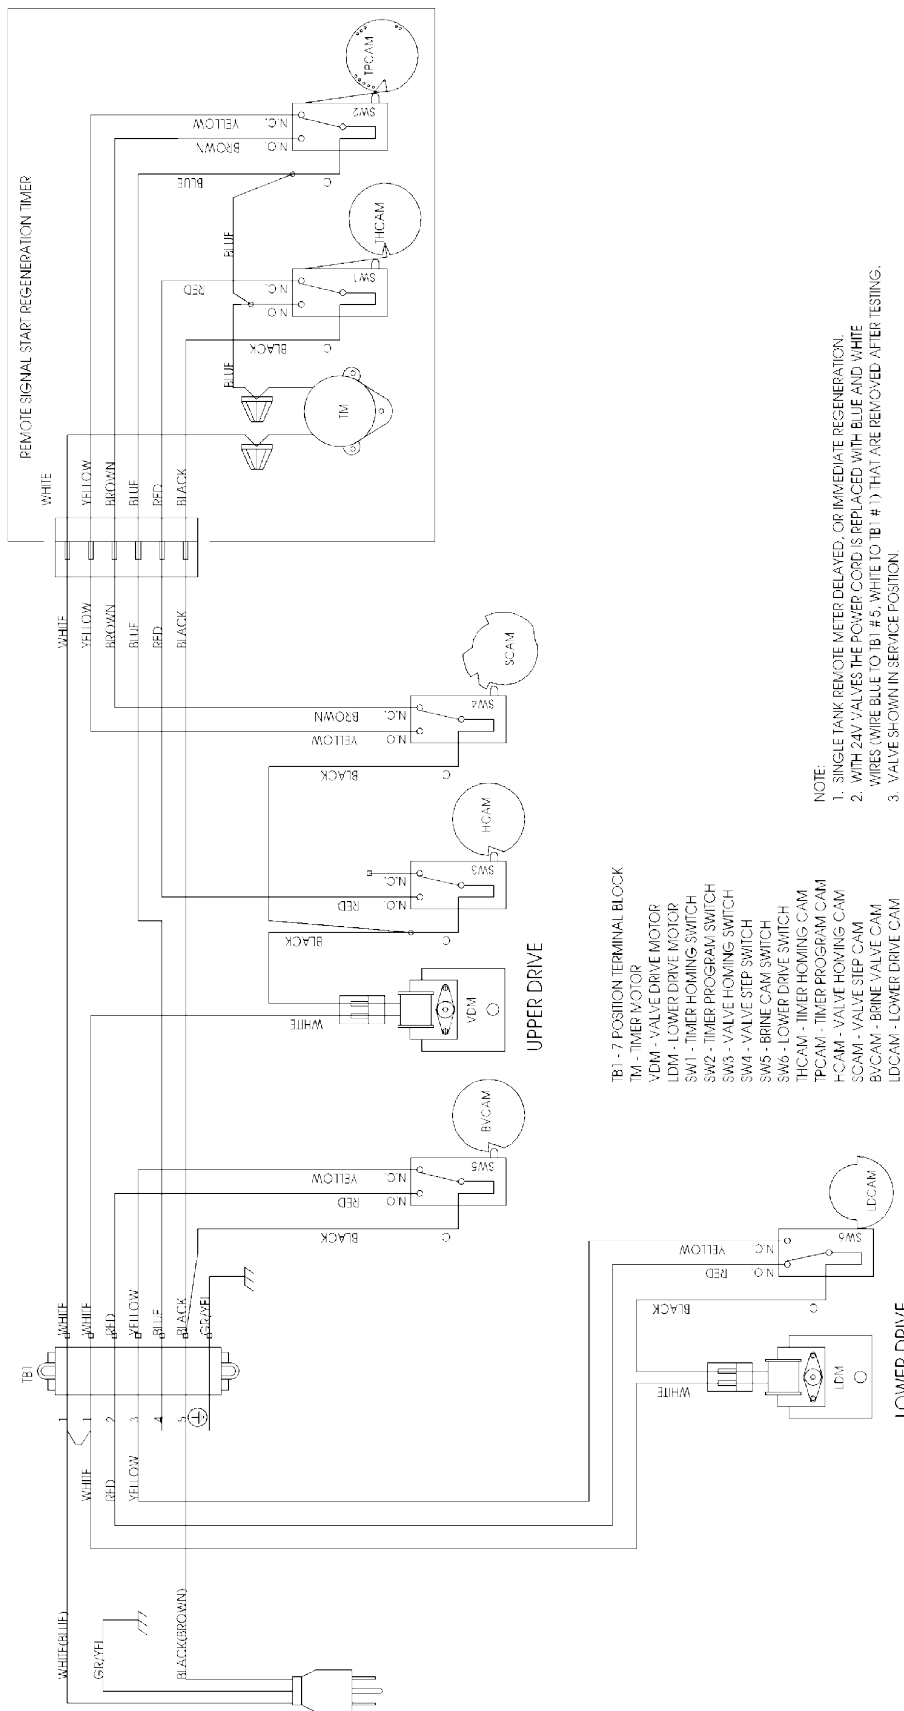 REMOTE SIGNAL START REGENERATION TIMER
TPCAM
SW2
N.C.
YELLOW
N.O
BROWN
BLUE
C
THCAM
BLUE
SW1
N.C.
RED
N.O
BLACK
C
BLUE
TM
WHITE
YELLOW
BROWN
BLUE
RED
BLACK
WHITE
YELLOW
BROWN
BLUE
RED
BLACK
SCAM
SW4
N.C.
BROWN
N.O
YELLOW
BLACK
C
HCAM
SW3
N.C.
N.O.
RED
BLACK
C
WHITE
VDM
UPPER DRIVE
BVCAM
SW5
N.C.
YELLOW
N.O
RED
BLACK
C
TB1
WHITE
WHITE
RED
YELLOW
BLUE
BLACK
GR/YEL
1
1
2
3
4
5
WHITE
RED
YELLOW
WHITE(BLUE)
GR/YEL
BLACK(BROWN)
LDCAM
SW6
N.C.
YELLOW
N.O.
RED
BLACK
C
WHITE
LDM
LOWER DRIVE
TB1 - 7 POSITION TERMINAL BLOCK
TM - TIMER MOTOR
VDM - VALVE DRIVE MOTOR
LDM - LOWER DRIVE MOTOR
SW1 - TIMER HOMING SWITCH
SW2 - TIMER PROGRAM SWITCH
SW3 - VALVE HOMING SWITCH
SW4 - VALVE STEP SWITCH
SW5 - BRINE CAM SWITCH
SW6 - LOWER DRIVE SWITCH
THCAM - TIMER HOMING CAM
TPCAM - TIMER PROGRAM CAM
HCAM - VALVE HOMING CAM
SCAM - VALVE STEP CAM
BVCAM - BRINE VALVE CAM
LDCAM - LOWER DRIVE CAM
NOTE:
1. SINGLE TANK REMOTE METER DELAYED, OR IMMEDIATE REGENERATION.
2. WITH 24V VALVES THE POWER CORD IS REPLACED WITH BLUE AND WHITE
WIRES (WIRE BLUE TO TB1 # 5, WHITE TO TB1 # 1) THAT ARE REMOVED AFTER TESTING.
3. VALVE SHOWN IN SERVICE POSITION.